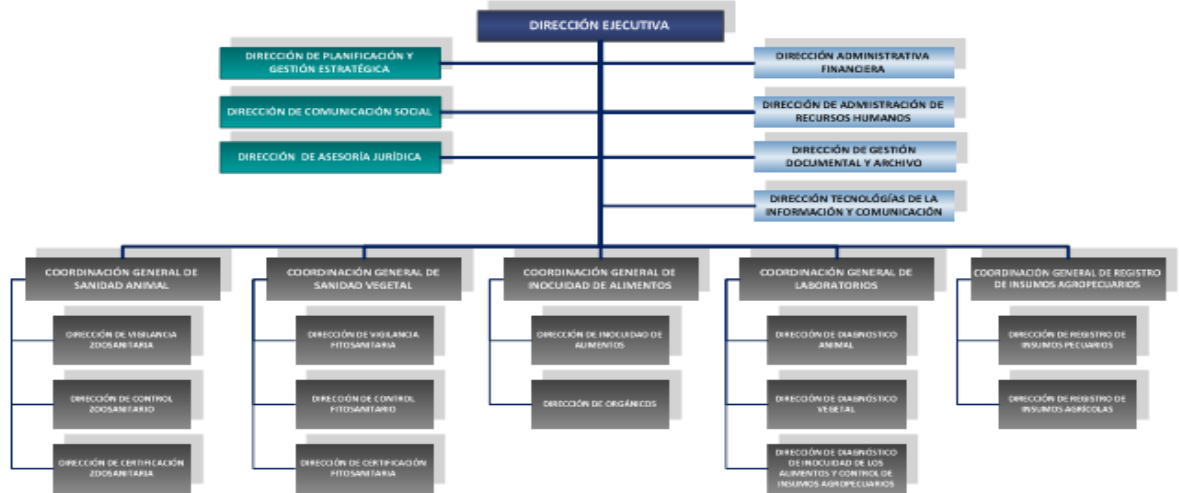 DIRECCIÓN EJECUTIVA
DIRECCIÓN DE PLANIFICACIÓN Y
GESTIÓN ESTRATÉGICA
DIRECCIÓN DE COMUNICACIÓN SOCIAL
DIRECCIÓN DE ASESORÍA JURÍDICA
DIRECCIÓN ADMINISTRATIVA
FINANCIERA
DIRECCIÓN DE ADMISTRACIÓN DE
RECURSOS HUMANOS
DIRECCIÓN DE GESTIÓN
DOCUMENTAL Y ARCHIVO
DIRECCIÓN TECNOLÓGÍAS DE LA
INFORMACIÓN Y COMUNICACIÓN
COORDINACIÓN GENERAL DE
SANIDAD ANIMAL
DIRECCIÓN DE VIGILANCIA
ZOOSANITARIA
DIRECCIÓN DE CONTROL
ZOOSANITARIO
DIRECCIÓN DE CERTIFICACIÓN
ZOOSANITARIA
COORDINACIÓN GENERAL DE
SANIDAD VEGETAL
DIRECCIÓN DE VIGILANCIA
FITOSANITARIA
DIRECCIÓN DE CONTROL
FITOSANITARIO
DIRECCIÓN DE CERTIFICACIÓN
FITOSANITARIA
COORDINACIÓN GENERAL DE
INOCUIDAD DE ALIMENTOS
DIRECCIÓN DE INOCUIDAD DE
ALIMENTOS
DIRECCIÓN DE ORGÁNICOS
COORDINACIÓN GENERAL DE
LABORATORIOS
DIRECCIÓN DE DIAGNÓSTICO
ANIMAL
DIRECCIÓN DE DIAGNÓSTICO
VEGETAL
DIRECCIÓN DE DIAGNÓSTICO
DE INOCUIDAD DE LOS
ALIMENTOS Y CONTROL DE
INSUMOS AGROPECUARIOS
COORDINACIÓN GENERAL DE REGISTRO
DE INSUMOS AGROPECUARIOS
DIRECCIÓN DE REGISTRO DE
INSUMOS PECUARIOS
DIRECCIÓN DE REGISTRO DE
INSUMOS AGRÍCOLAS